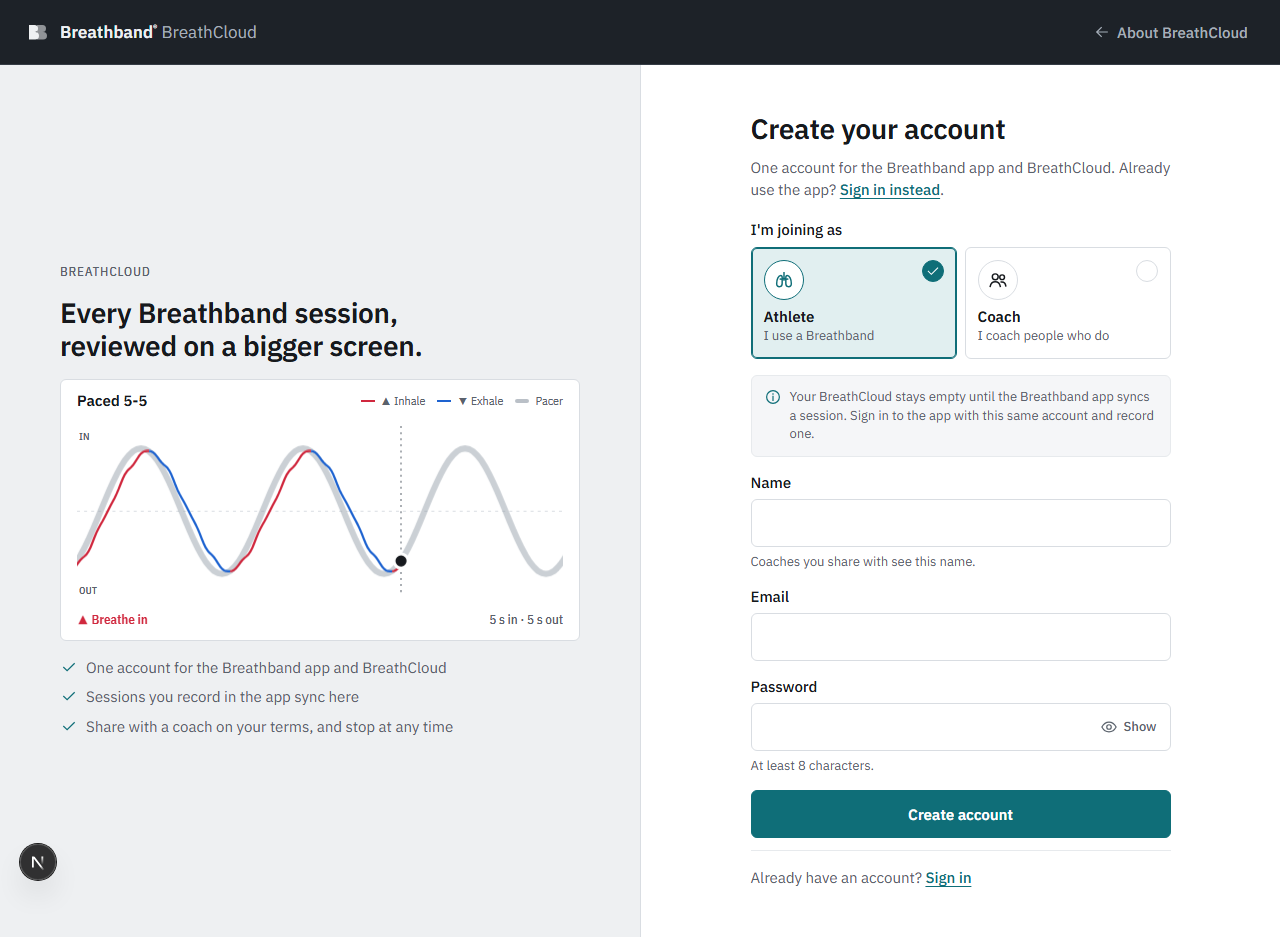 Breathband® BreathCloud
← About BreathCloud
BREATHCLOUD
Every Breathband session,
reviewed on a bigger screen.
Paced 5-5
▲ Inhale ▼ Exhale Pacer
IN
OUT
▲ Breathe in
5 s in · 5 s out
One account for the Breathband app and BreathCloud
Sessions you record in the app sync here
Share with a coach on your terms, and stop at any time
N
Create your account
One account for the Breathband app and BreathCloud. Already
use the app? Sign in instead.
I'm joining as
Athlete
I use a Breathband
Coach
I coach people who do
Your BreathCloud stays empty until the Breathband app syncs
a session. Sign in to the app with this same account and record
one.
Name
Coaches you share with see this name.
Email
Password
Show
At least 8 characters.
Create account
Already have an account? Sign in